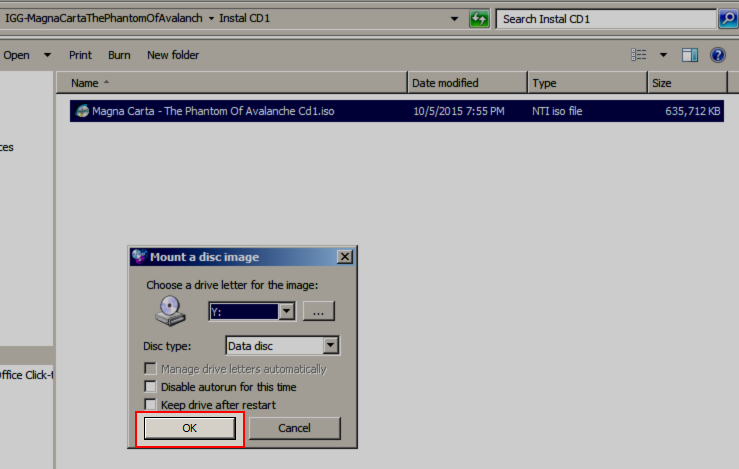 IGG-MagnaCartaThePhantomOfAvalanch Instal CD1 Search Instal CD1
Open Print Burn New folder
Name Date modified Type Size
Magna Carta - The Phantom Of Avalanche Cd1.iso 10/5/2015 7:55 PM NTI iso file 635,712 KB
ces
Mount a disc image
Choose a drive letter for the image:
Y: ...
Disc type: Data disc
Manage drive letters automatically
ffice Click-t
Disable autorun for this time
Keep drive after restart
OK Cancel